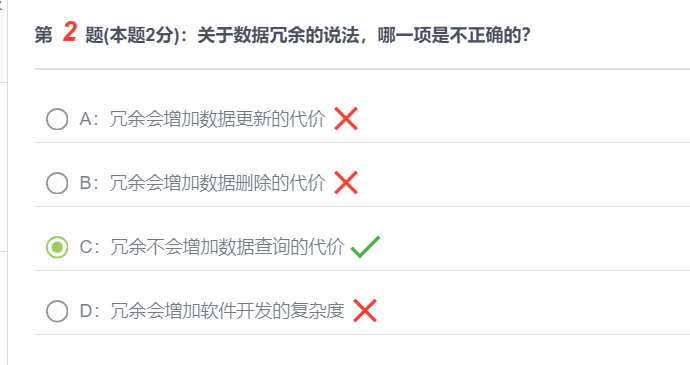 第 2 题(本题2分)：关于数据冗余的说法，哪一项是不正确的?
A：冗余会增加数据更新的代价
B：冗余会增加数据删除的代价
C：冗余不会增加数据查询的代价
D：冗余会增加软件开发的复杂度